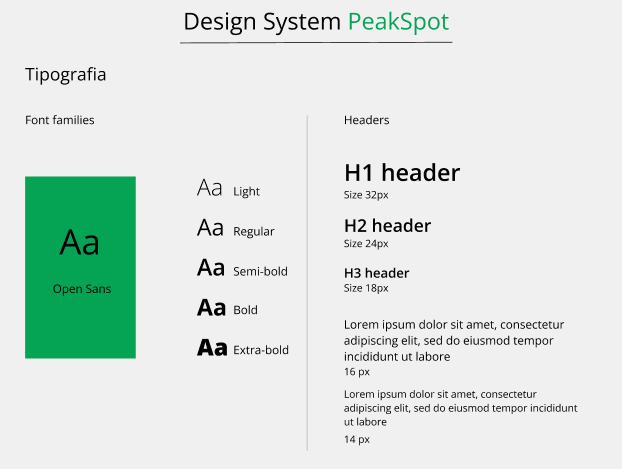 Design System PeakSpot
Tipografia
Font families
Aa
Open Sans
Aa Light
Aa Regular
Aa Semi-bold
Aa Bold
Aa Extra-bold
Headers
H1 header
Size 32px
H2 header
Size 24px
H3 header
Size 18px
Lorem ipsum dolor sit amet, consectetur
adipiscing elit, sed do eiusmod tempor
incididunt ut labore
16 px
Lorem ipsum dolor sit amet, consectetur
adipiscing elit, sed do eiusmod tempor incididunt
ut labore
14 px